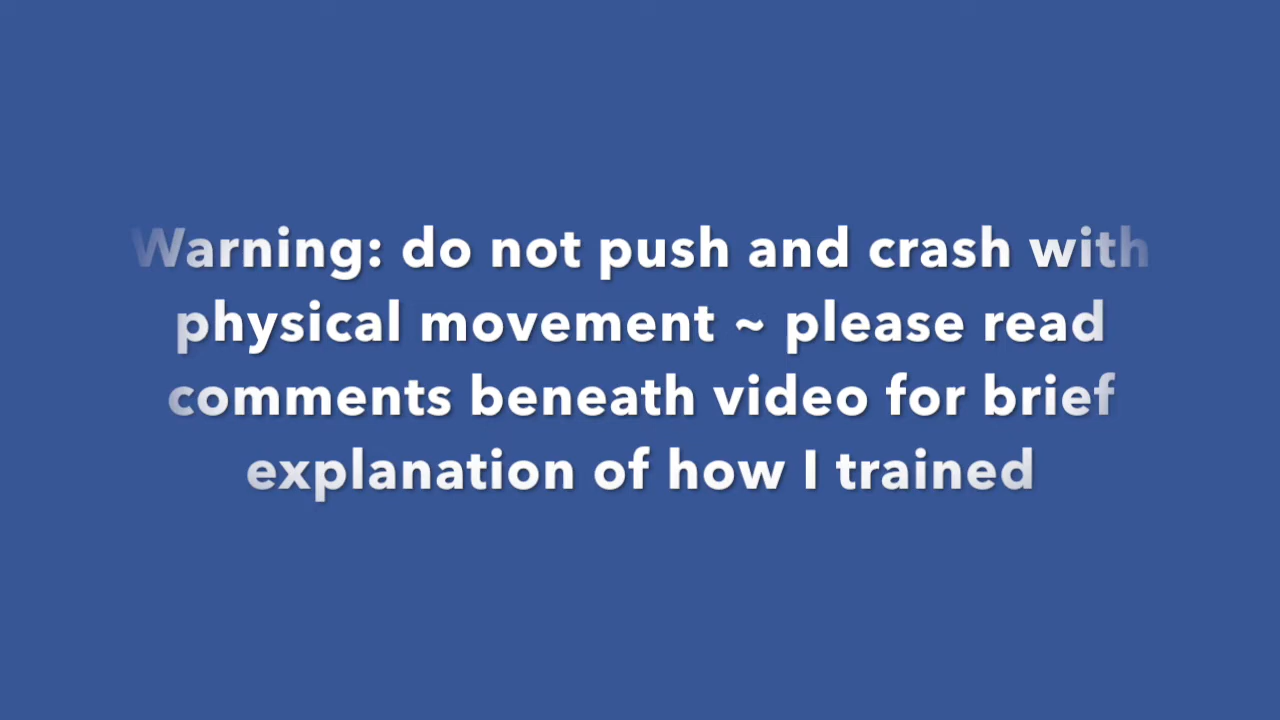 Warning: do not push and crash with
physical movement ~ please read
comments beneath video for brief
explanation of how I trained